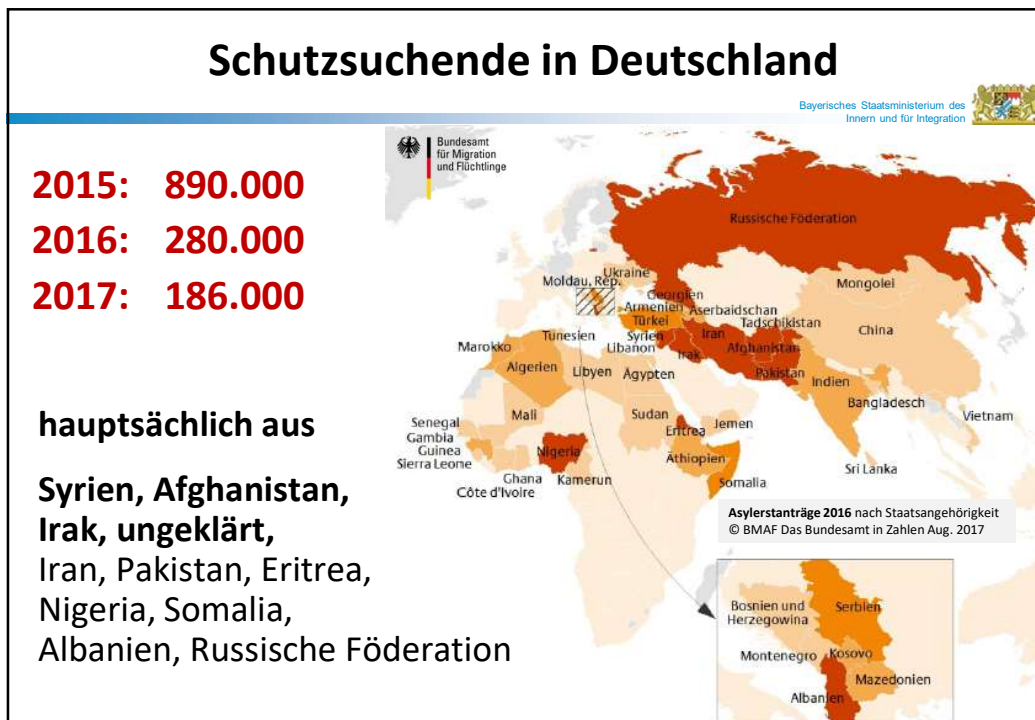 Schutzsuchende in Deutschland
Bayerisches Staatsministerium des
Innern und für Integration
Bundesamt
für Migration
und Flüchtlinge
2015: 890.000
2016: 280.000
2017: 186.000
hauptsächlich aus
Syrien, Afghanistan,
Irak, ungeklärt,
Iran, Pakistan, Eritrea,
Nigeria, Somalia,
Albanien, Russische Föderation
Russische Föderation
Ukraine
Moldau, Rep.
Mongolei
Georgien
Armenien
Aserbaidschan
Türkei
Tadschikistan
China
Tunesien
Syrien
Iran
Marokko
Libanon
Irak
Afghanistan
Algerien
Libyen
Ägypten
Pakistan
Indien
Bangladesch
Vietnam
Mali
Sudan
Jemen
Senegal
Eritrea
Gambia
Guinea
Nigeria
Äthiopien
Sierra Leone
Sri Lanka
Ghana
Kamerun
Somalia
Côte d'Ivoire
Asylerstanträge 2016 nach Staatsangehörigkeit
© BMAF Das Bundesamt in Zahlen Aug. 2017
Bosnien und
Herzegowina
Serbien
Montenegro
Kosovo
Mazedonien
Albanien